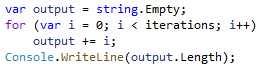 var output = string.Empty;
for (var i = 0; i < iterations; i++)
    output += i;
Console.WriteLine(output.Length);